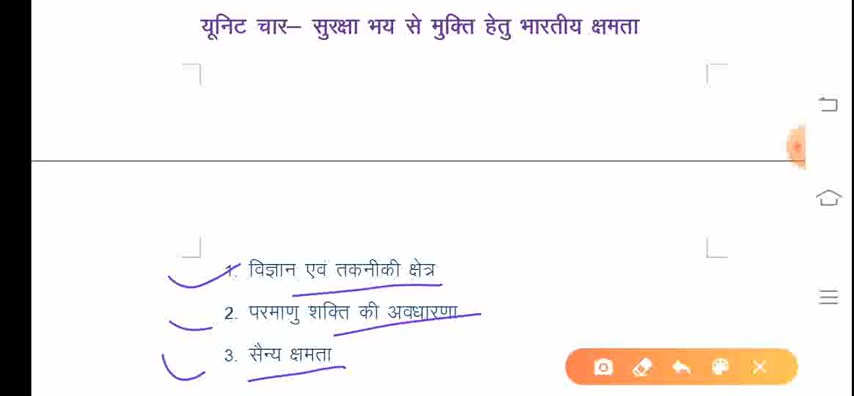 यूनिट चार– सुरक्षा भय से मुक्ति हेतु भारतीय क्षमता
1. विज्ञान एवं तकनीकी क्षेत्र
2. परमाणु शक्ति की अवधारणा
3. सैन्य क्षमता